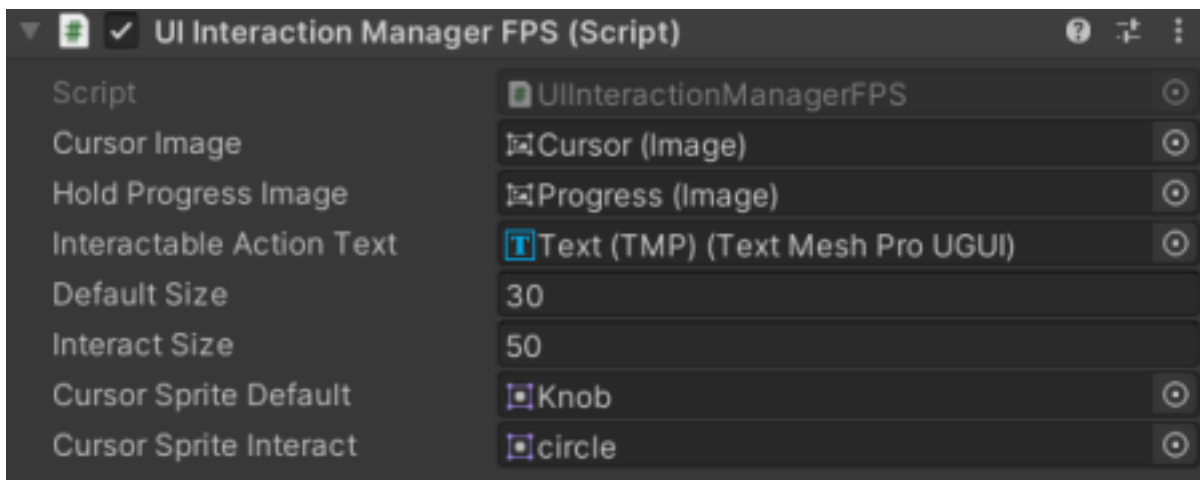 UI Interaction Manager FPS (Script)
Script UIInteractionManagerFPS
Cursor Image Cursor (Image)
Hold Progress Image Progress (Image)
Interactable Action Text Text (TMP) (Text Mesh Pro UGUI)
Default Size 30
Interact Size 50
Cursor Sprite Default Knob
Cursor Sprite Interact circle